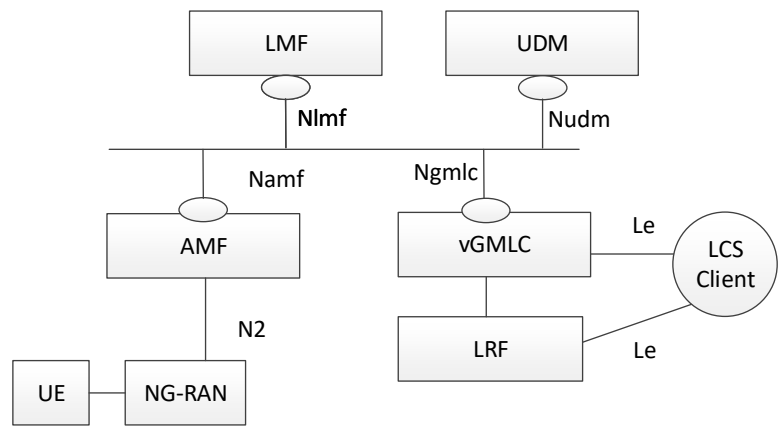 LMF
UDM
Nlmf
Nudm
Namf
Ngmlc
AMF
vGMLC
Le
LCS
Client
N2
LRF
Le
UE
NG-RAN